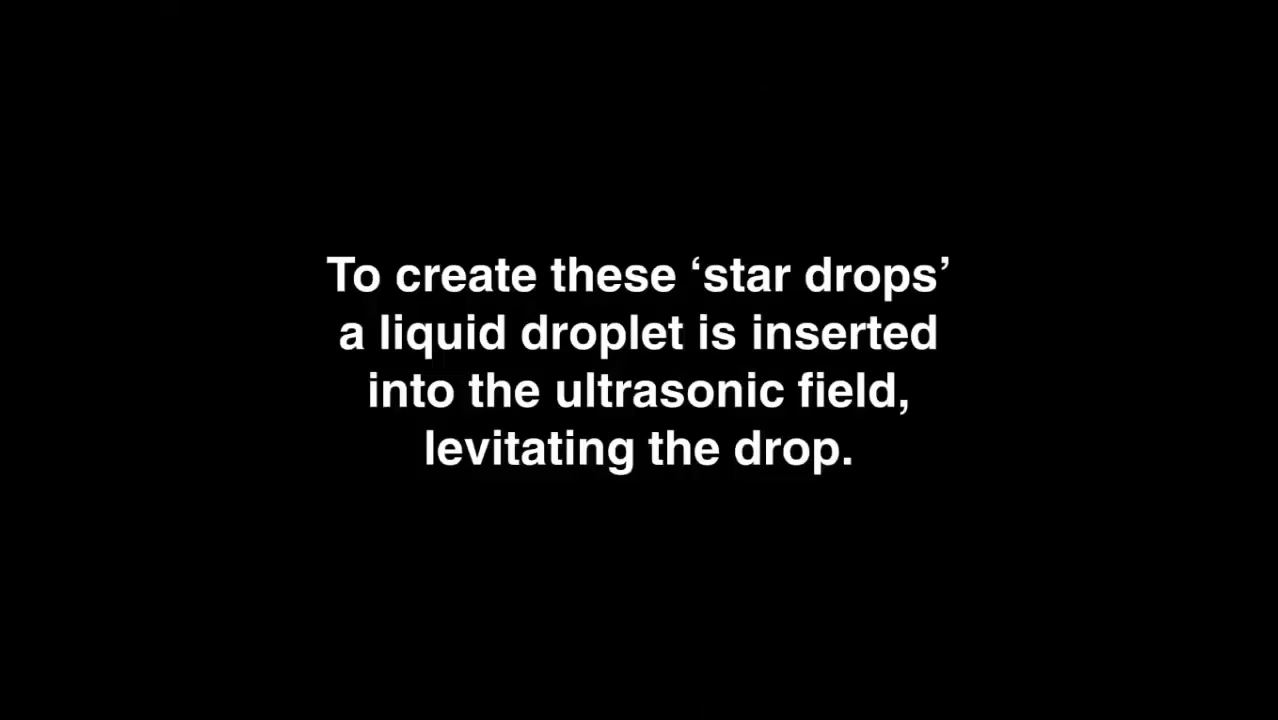 To create these ‘star drops’
a liquid droplet is inserted
into the ultrasonic field,
levitating the drop.